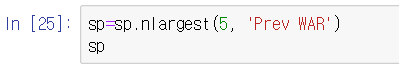 In [25]: sp=sp.nlargest(5, 'Prev WAR')
sp